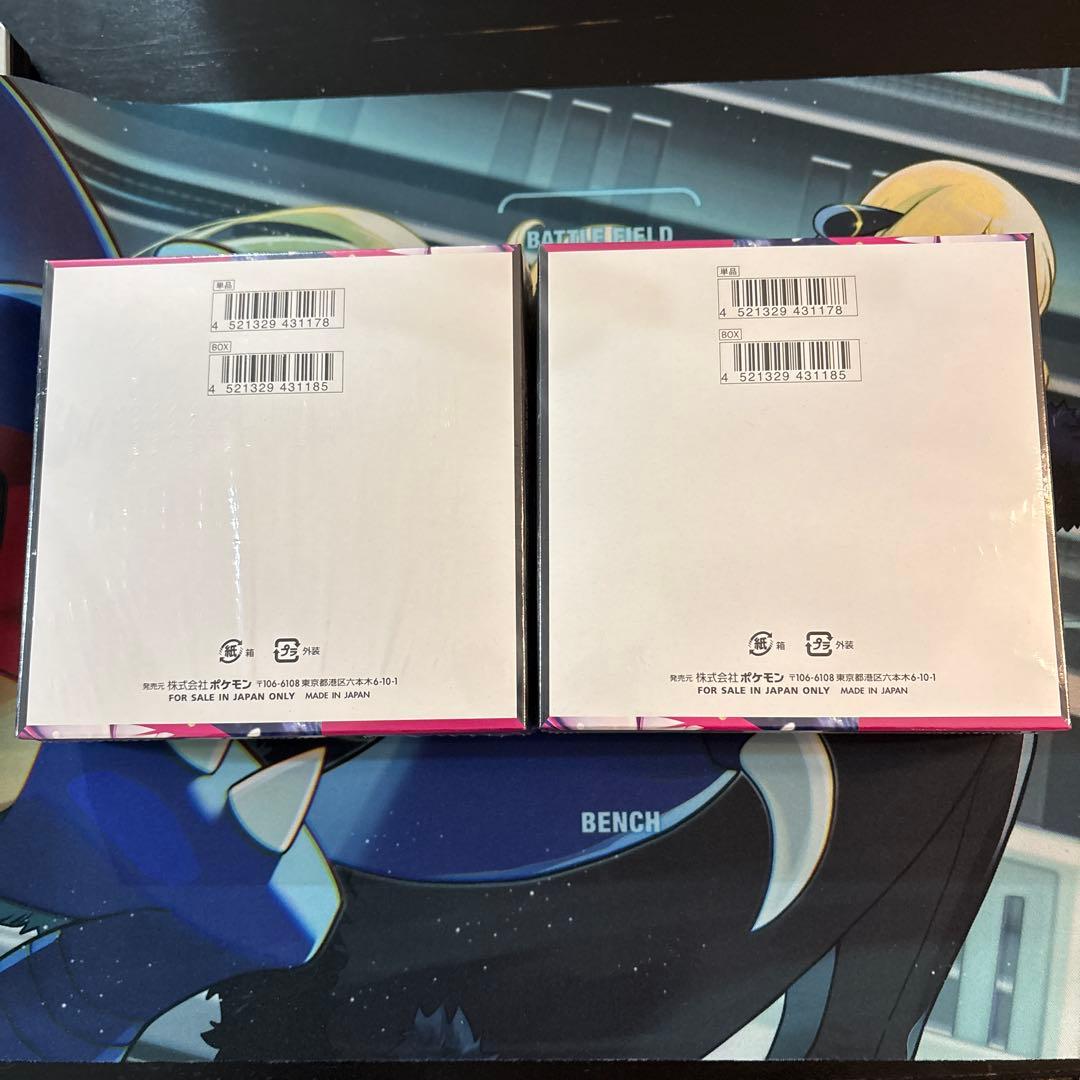 BATTLE FIELD
単品
4 521329 431178
BOX
4 521329 431185
紙 箱 プラ 外装
発売元 株式会社ポケモン 〒106-6108 東京都港区六本木6-10-1
FOR SALE IN JAPAN ONLY MADE IN JAPAN
単品
4 521329 431178
BOX
4 521329 431185
紙 箱 プラ 外装
発売元 株式会社ポケモン 〒106-6108 東京都港区六本木6-10-1
FOR SALE IN JAPAN ONLY MADE IN JAPAN
BENCH